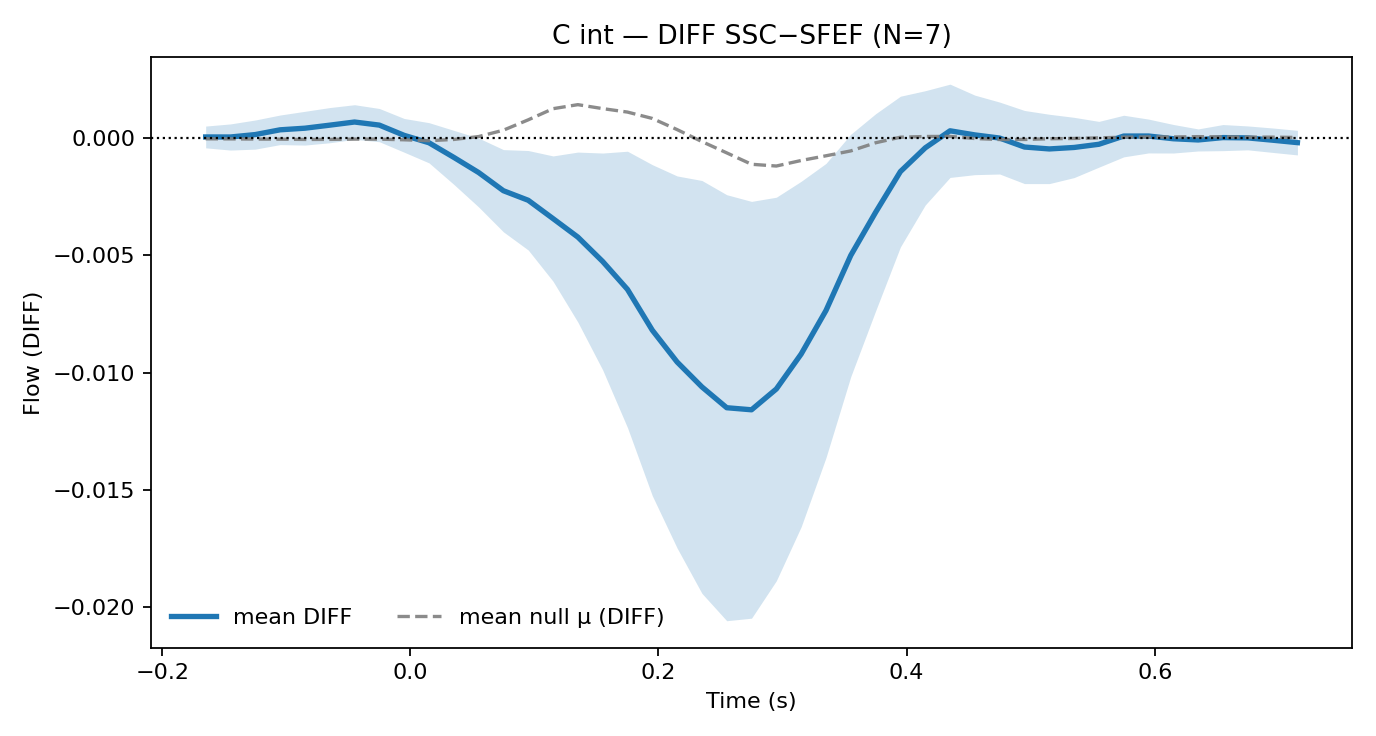 C int — DIFF SSC−SFEF (N=7)
Flow (DIFF)
0.000
−0.005
−0.010
−0.015
−0.020
mean DIFF
mean null μ (DIFF)
−0.2
0.0
0.2
0.4
0.6
Time (s)